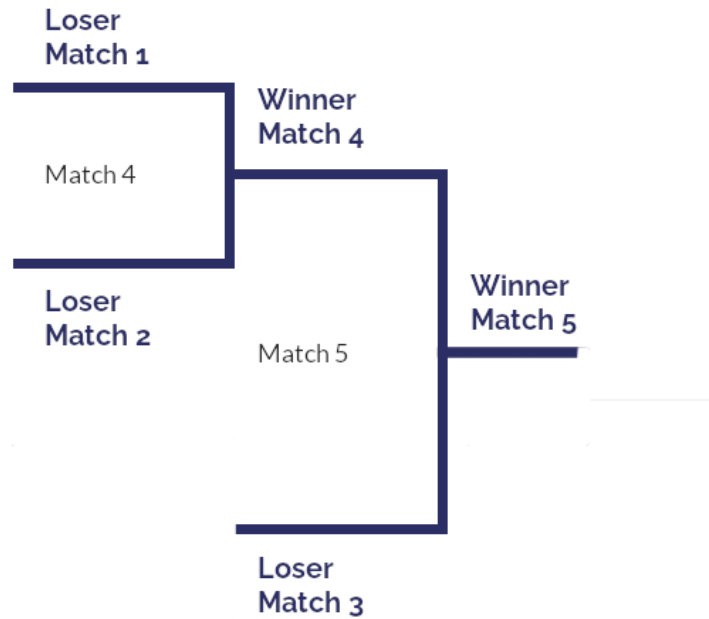 Loser
Match 1
Winner
Match 4
Match 4
Loser
Match 2
Winner
Match 5
Match 5
Loser
Match 3